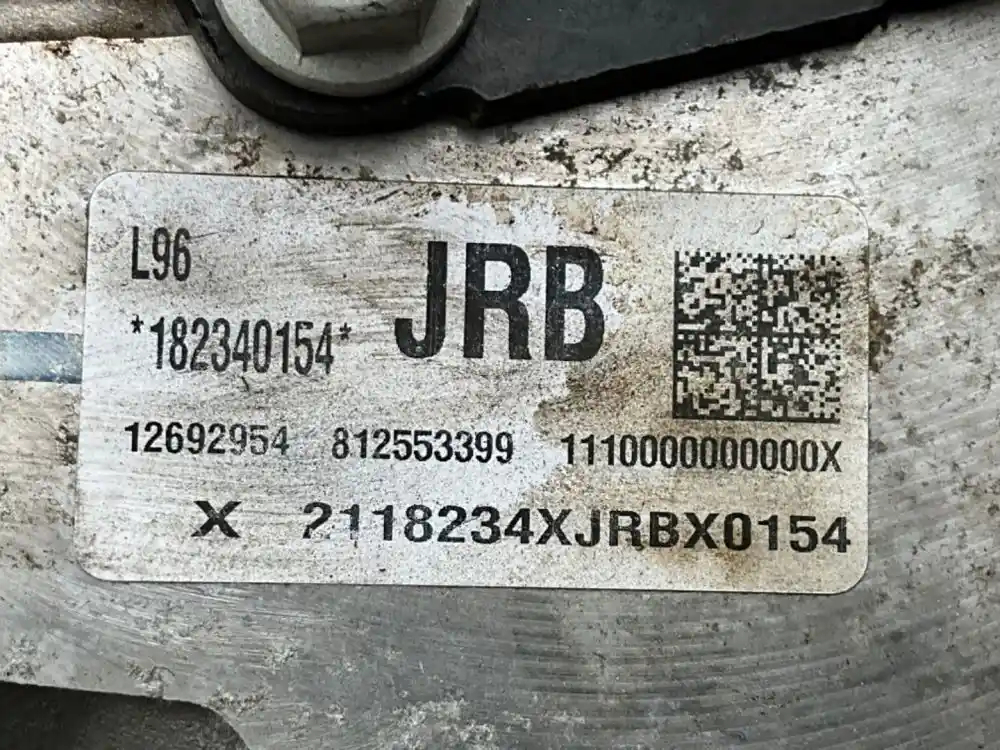 L96
JRB
*182340154*
12692954 812553399 1110000000000X
X 2118234XJRBX0154